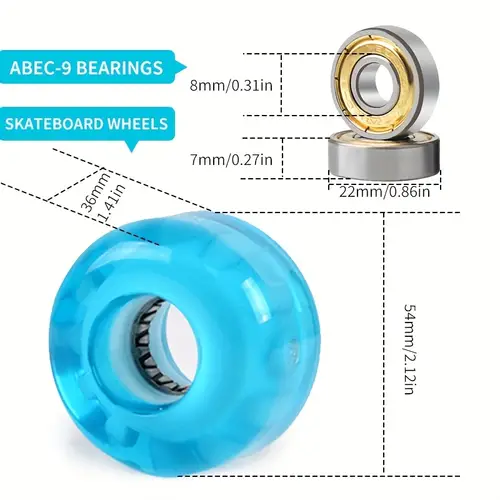 ABEC-9 BEARINGS
8mm/0.31in
SKATEBOARD WHEELS
7mm/0.27in
22mm/0.86in
36mm
1.41in
54mm/2.12in